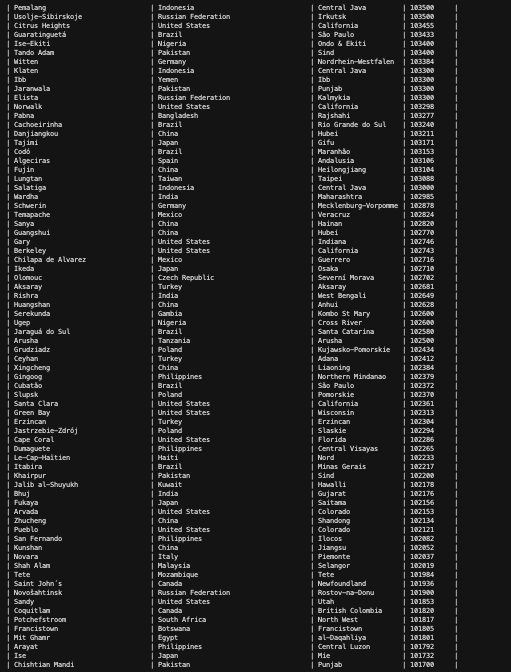 | Pemalang | Indonesia | Central Java | 103500 |
| Usolje-Sibirskoje | Russian Federation | Irkutsk | 103500 |
| Citrus Heights | United States | California | 103455 |
| Guaratinguetá | Brazil | São Paulo | 103433 |
| Ise-Ekiti | Nigeria | Ondo & Ekiti | 103400 |
| Tando Adam | Pakistan | Sind | 103400 |
| Witten | Germany | Nordrhein-Westfalen | 103384 |
| Klaten | Indonesia | Central Java | 103300 |
| Ibb | Yemen | Ibb | 103300 |
| Jaranwala | Pakistan | Punjab | 103300 |
| Elista | Russian Federation | Kalmykia | 103300 |
| Norwalk | United States | California | 103298 |
| Pabna | Bangladesh | Rajshahi | 103277 |
| Cachoeirinha | Brazil | Rio Grande do Sul | 103240 |
| Danjiangkou | China | Hubei | 103211 |
| Tajimi | Japan | Gifu | 103171 |
| Codó | Brazil | Maranhão | 103153 |
| Algeciras | Spain | Andalusia | 103106 |
| Fujin | China | Heilongjiang | 103104 |
| Lungtan | Taiwan | Taipei | 103088 |
| Salatiga | Indonesia | Central Java | 103000 |
| Wardha | India | Maharashtra | 102985 |
| Schwerin | Germany | Mecklenburg-Vorpomme | 102878 |
| Temapache | Mexico | Veracruz | 102824 |
| Sanya | China | Hainan | 102820 |
| Guangshui | China | Hubei | 102770 |
| Gary | United States | Indiana | 102746 |
| Berkeley | United States | California | 102743 |
| Chilapa de Alvarez | Mexico | Guerrero | 102716 |
| Ikeda | Japan | Osaka | 102710 |
| Olomouc | Czech Republic | Severní Morava | 102702 |
| Aksaray | Turkey | Aksaray | 102681 |
| Rishra | India | West Bengali | 102649 |
| Huangshan | China | Anhui | 102628 |
| Serekunda | Gambia | Kombo St Mary | 102600 |
| Ugep | Nigeria | Cross River | 102600 |
| Jaraguá do Sul | Brazil | Santa Catarina | 102580 |
| Arusha | Tanzania | Arusha | 102500 |
| Grudziadz | Poland | Kujawsko-Pomorskie | 102434 |
| Ceyhan | Turkey | Adana | 102412 |
| Xingcheng | China | Liaoning | 102384 |
| Gingoog | Philippines | Northern Mindanao | 102379 |
| Cubatão | Brazil | São Paulo | 102372 |
| Slupsk | Poland | Pomorskie | 102370 |
| Santa Clara | United States | California | 102361 |
| Green Bay | United States | Wisconsin | 102313 |
| Erzincan | Turkey | Erzincan | 102304 |
| Jastrzebie-Zdrój | Poland | Slaskie | 102294 |
| Cape Coral | United States | Florida | 102286 |
| Dumaguete | Philippines | Central Visayas | 102265 |
| Le-Cap-Haïtien | Haiti | Nord | 102233 |
| Itabira | Brazil | Minas Gerais | 102217 |
| Khairpur | Pakistan | Sind | 102200 |
| Jalib al-Shuyukh | Kuwait | Hawalli | 102178 |
| Bhuj | India | Gujarat | 102176 |
| Fukaya | Japan | Saitama | 102156 |
| Arvada | United States | Colorado | 102153 |
| Zhucheng | China | Shandong | 102134 |
| Pueblo | United States | Colorado | 102121 |
| San Fernando | Philippines | Ilocos | 102082 |
| Kunshan | China | Jiangsu | 102052 |
| Novara | Italy | Piemonte | 102037 |
| Shah Alam | Malaysia | Selangor | 102019 |
| Tete | Mozambique | Tete | 101984 |
| Saint John´s | Canada | Newfoundland | 101936 |
| Novošahtinsk | Russian Federation | Rostov-na-Donu | 101900 |
| Sandy | United States | Utah | 101853 |
| Coquitlam | Canada | British Colombia | 101820 |
| Potchefstroom | South Africa | North West | 101817 |
| Francistown | Botswana | Francistown | 101805 |
| Mit Ghamr | Egypt | al-Daqahliya | 101801 |
| Arayat | Philippines | Central Luzon | 101792 |
| Ise | Japan | Mie | 101732 |
| Chishtian Mandi | Pakistan | Punjab | 101700 |